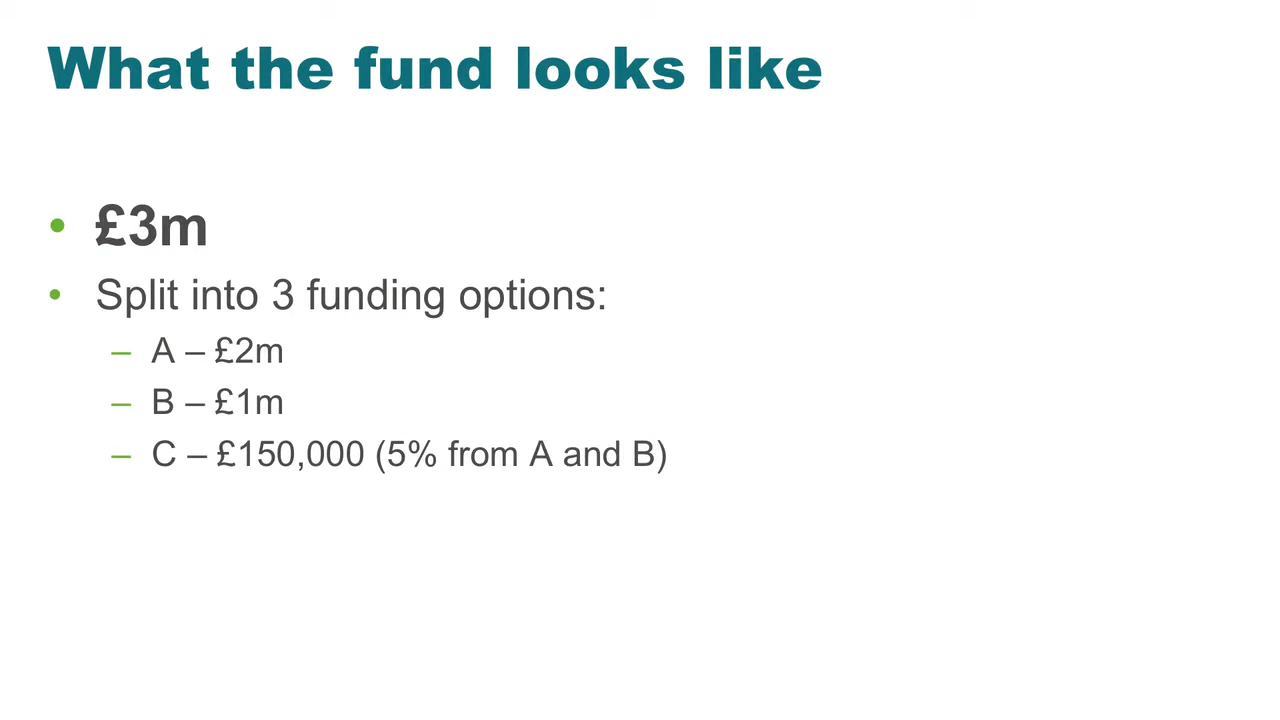 What the fund looks like
• £3m
• Split into 3 funding options:
– A – £2m
– B – £1m
– C – £150,000 (5% from A and B)